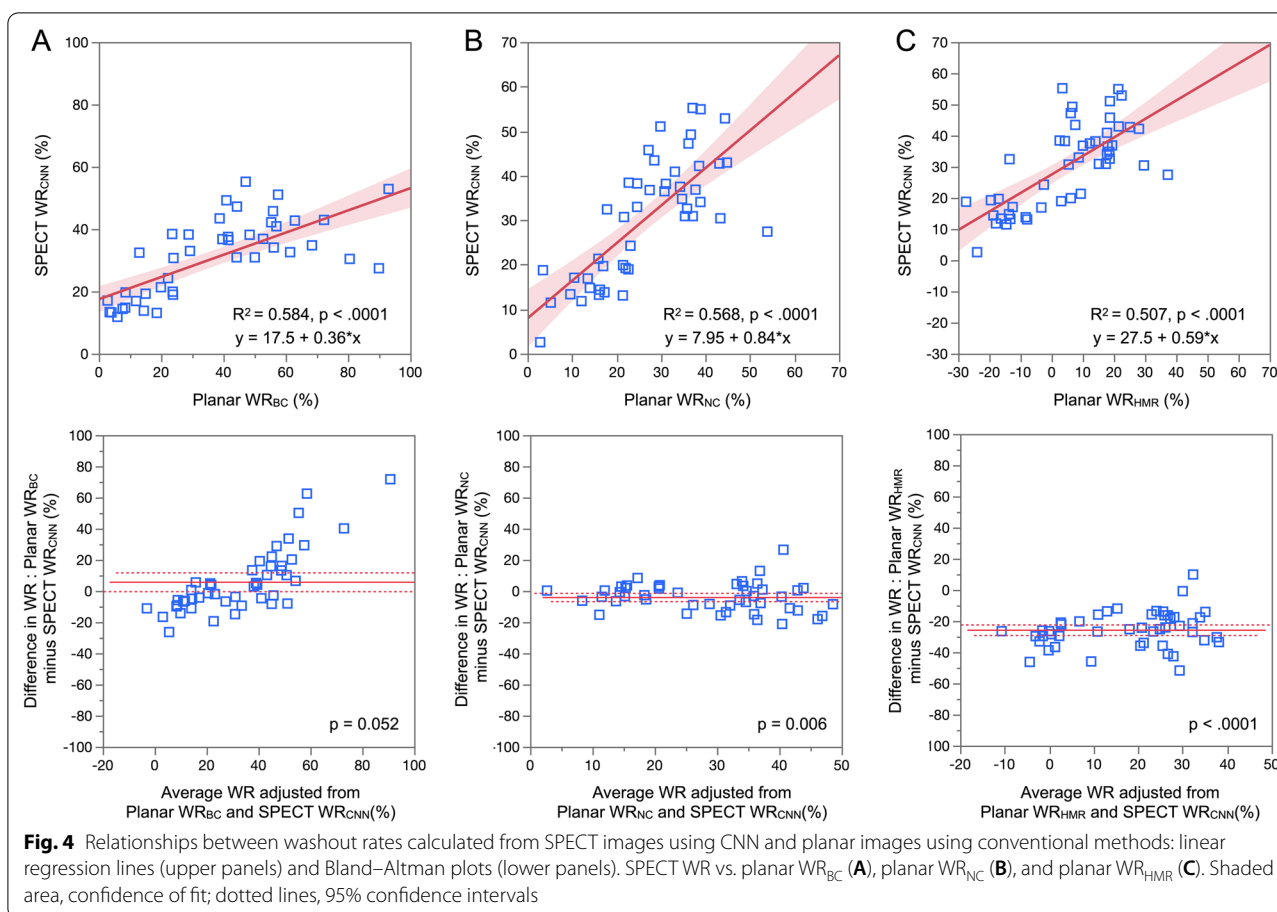 A
B
C
SPECT WRCNN (%)
100
80
60
40
20
0
R² = 0.584, p < .0001
y = 17.5 + 0.36*x
0 20 40 60 80 100
Planar WRBC (%)
SPECT WRCNN (%)
70
60
50
40
30
20
10
0
R² = 0.568, p < .0001
y = 7.95 + 0.84*x
0 10 20 30 40 50 60 70
Planar WRNC (%)
SPECT WRCNN (%)
70
60
50
40
30
20
10
0
-10
-20
-30
R² = 0.507, p < .0001
y = 27.5 + 0.59*x
-30 -20 -10 0 10 20 30 40 50 60 70
Planar WRHMR (%)
Difference in WR : Planar WRBC
minus SPECT WRCNN (%)
100
80
60
40
20
0
-20
-40
-60
-80
-100
p = 0.052
-20 0 20 40 60 80 100
Average WR adjusted from
Planar WRBC and SPECT WRCNN(%)
Difference in WR : Planar WRNC
minus SPECT WRCNN (%)
100
80
60
40
20
0
-20
-40
-60
-80
-100
p = 0.006
0 10 20 30 40 50
Average WR adjusted from
Planar WRNC and SPECT WRCNN(%)
Difference in WR : Planar WRHMR
minus SPECT WRCNN (%)
100
80
60
40
20
0
-20
-40
-60
-80
100
p < .0001
-20 -10 0 10 20 30 40 50
Average WR adjusted from
Planar WRHMR and SPECT WRCNN(%)
Fig. 4 Relationships between washout rates calculated from SPECT images using CNN and planar images using conventional methods: linear
regression lines (upper panels) and Bland–Altman plots (lower panels). SPECT WR vs. planar WRBC (A), planar WRNC (B), and planar WRHMR (C). Shaded
area, confidence of fit; dotted lines, 95% confidence intervals